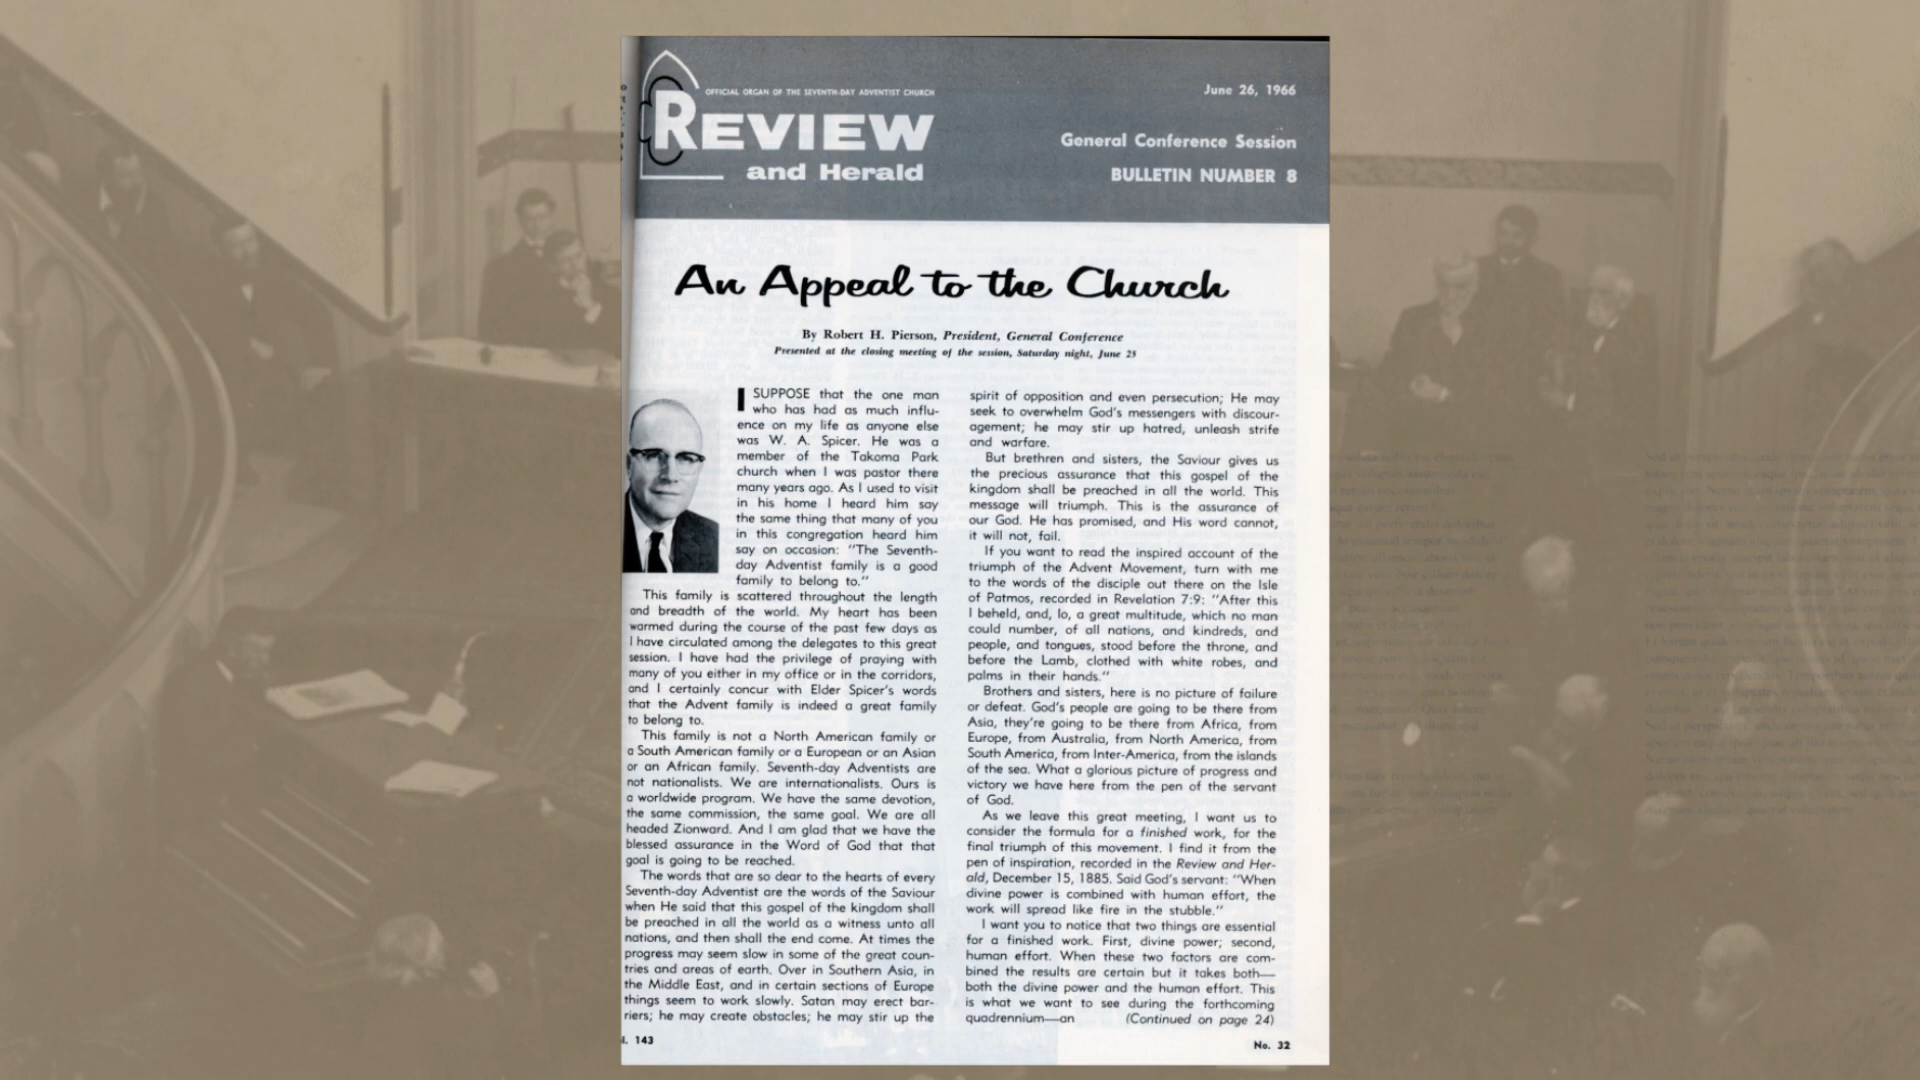 OFFICIAL ORGAN OF THE SEVENTH-DAY ADVENTIST CHURCH
REVIEW
and Herald
June 26, 1966
General Conference Session
BULLETIN NUMBER 8
An Appeal to the Church
By Robert H. Pierson, President, General Conference
Presented at the closing meeting of the session, Saturday night, June 25
I SUPPOSE that the one man
who has had as much influ-
ence on my life as anyone else
was W. A. Spicer. He was a
member of the Takoma Park
church when I was pastor there
many years ago. As I used to visit
in his home I heard him say
the same thing that many of you
in this congregation heard him
say on occasion: "The Seventh-
day Adventist family is a good
family to belong to."
This family is scattered throughout the length
and breadth of the world. My heart has been
warmed during the course of the past few days as
I have circulated among the delegates to this great
session. I have had the privilege of praying with
many of you either in my office or in the corridors,
and I certainly concur with Elder Spicer's words
that the Advent family is indeed a great family
to belong to.
This family is not a North American family or
a South American family or a European or an Asian
or an African family. Seventh-day Adventists are
not nationalists. We are internationalists. Ours is
a worldwide program. We have the same devotion,
the same commission, the same goal. We are all
headed Zionward. And I am glad that we have the
blessed assurance in the Word of God that that
goal is going to be reached.
The words that are so dear to the hearts of every
Seventh-day Adventist are the words of the Saviour
when He said that this gospel of the kingdom shall
be preached in all the world as a witness unto all
nations, and then shall the end come. At times the
progress may seem slow in some of the great coun-
tries and areas of earth. Over in Southern Asia, in
the Middle East, and in certain sections of Europe
things seem to work slowly. Satan may erect bar-
riers; he may create obstacles; he may stir up the
spirit of opposition and even persecution; He may
seek to overwhelm God's messengers with discour-
agement; he may stir up hatred, unleash strife
and warfare.
But brethren and sisters, the Saviour gives us
the precious assurance that this gospel of the
kingdom shall be preached in all the world. This
message will triumph. This is the assurance of
our God. He has promised, and His word cannot,
it will not, fail.
If you want to read the inspired account of the
triumph of the Advent Movement, turn with me
to the words of the disciple out there on the Isle
of Patmos, recorded in Revelation 7:9: "After this
I beheld, and, lo, a great multitude, which no man
could number, of all nations, and kindreds, and
people, and tongues, stood before the throne, and
before the Lamb, clothed with white robes, and
palms in their hands."
Brothers and sisters, here is no picture of failure
or defeat. God's people are going to be there from
Asia, they're going to be there from Africa, from
Europe, from Australia, from North America, from
South America, from Inter-America, from the islands
of the sea. What a glorious picture of progress and
victory we have here from the pen of the servant
of God.
As we leave this great meeting, I want us to
consider the formula for a finished work, for the
final triumph of this movement. I find it from the
pen of inspiration, recorded in the Review and Her-
ald, December 15, 1885. Said God's servant: "When
divine power is combined with human effort, the
work will spread like fire in the stubble."
I want you to notice that two things are essential
for a finished work. First, divine power; second,
human effort. When these two factors are com-
bined the results are certain but it takes both—
both the divine power and the human effort. This
is what we want to see during the forthcoming
quadrennium—an (Continued on page 24)
143
No. 32